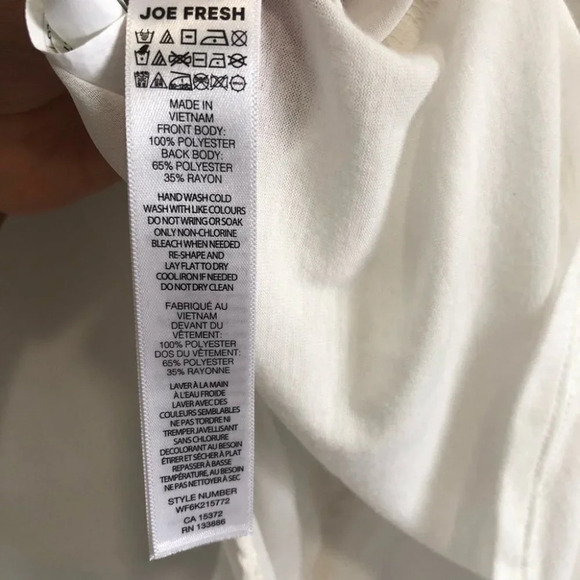 JOE FRESH
MADE IN
VIETNAM
FRONT BODY:
100% POLYESTER
BACK BODY:
65% POLYESTER
35% RAYON
HAND WASH COLD
WASH WITH LIKE COLOURS
DO NOT WRING OR SOAK
ONLY NON-CHLORINE
BLEACH WHEN NEEDED
RE-SHAPE AND
LAY FLAT TO DRY
COOL IRON IF NEEDED
DO NOT DRY CLEAN
FABRIQUÉ AU
VIETNAM
DEVANT DU
VÊTEMENT:
100% POLYESTER
DOS DU VÊTEMENT:
65% POLYESTER
35% RAYONNE
LAVER À LA MAIN
À L'EAU FROIDE
LAVER AVEC DES
COULEURS SEMBLABLES
NE PAS TORDRE NI
TREMPER JAVELLISANT
SANS CHLORURE
DECOLORANT AU BESOIN
ÉTIRER ET SÉCHER À PLAT
REPASSER À BASSE
TEMPÉRATURE, AU BESOIN
NE PAS NETTOYER À SEC
STYLE NUMBER
WF6K215772
CA 15372
RN 133886